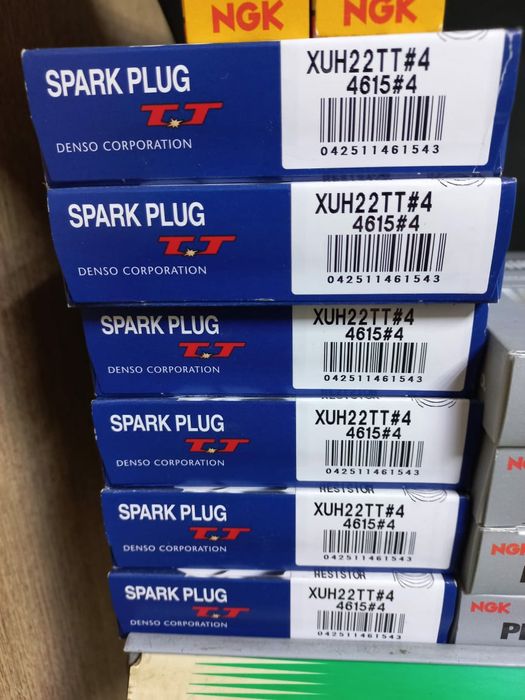 NGK
NGK
SPARK PLUG
TT
DENSO CORPORATION
XUH22TT#4
4615#4
042511461543
RESISTOR
SPARK PLUG
TT
DENSO CORPORATION
XUH22TT#4
4615#4
042511461543
SPARK PLUG
TT
DENSO CORPORATION
XUH22TT#4
4615#4
042511461543
RESISTOR
SPARK PLUG
TT
DENSO CORPORATION
XUH22TT#4
4615#4
042511461543
RESISTOR
SPARK PLUG
TT
DENSO CORPORATION
XUH22TT#4
4615#4
042511461543
RESISTOR
SPARK PLUG
TT
DENSO CORPORATION
XUH22TT#4
4615#4
042511461543
NGK
NGK